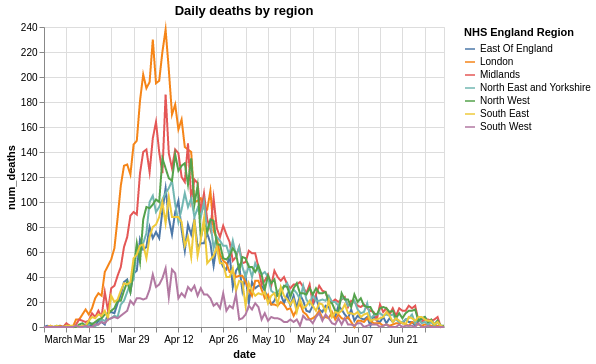 Daily deaths by region
num_deaths
240
220
200
180
160
140
120
100
80
60
40
20
0
March Mar 15 Mar 29 Apr 12 Apr 26 May 10 May 24 Jun 07 Jun 21
date
NHS England Region
East Of England
London
Midlands
North East and Yorkshire
North West
South East
South West